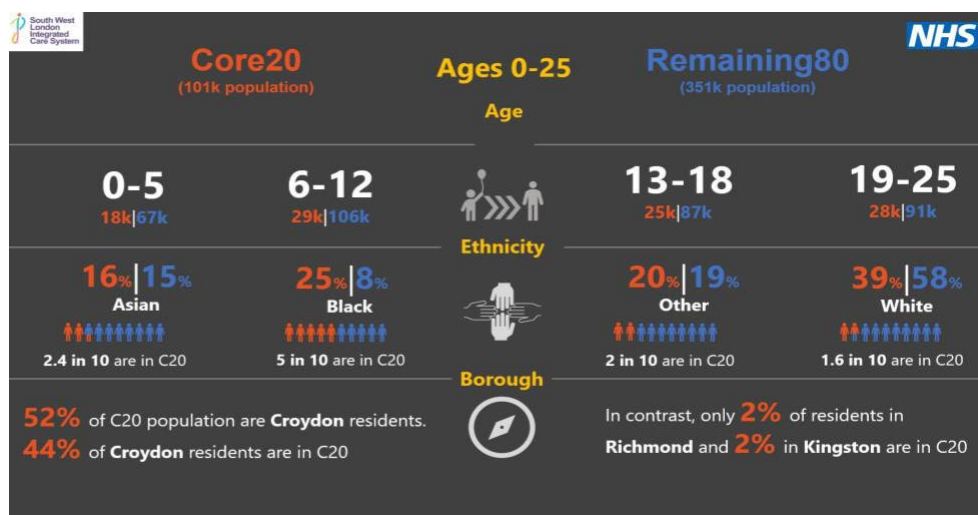 South West
London
Integrated
Care System
NHS
Core20
(101k population)
Ages 0-25
Remaining80
(351k population)
Age
0-5
18k|67k
6-12
29k|106k
13-18
25k|87k
19-25
28k|91k
Ethnicity
16%|15%
Asian
2.4 in 10 are in C20
25%|8%
Black
5 in 10 are in C20
20%|19%
Other
2 in 10 are in C20
39%|58%
White
1.6 in 10 are in C20
Borough
52% of C20 population are Croydon residents.
44% of Croydon residents are in C20
In contrast, only 2% of residents in
Richmond and 2% in Kingston are in C20